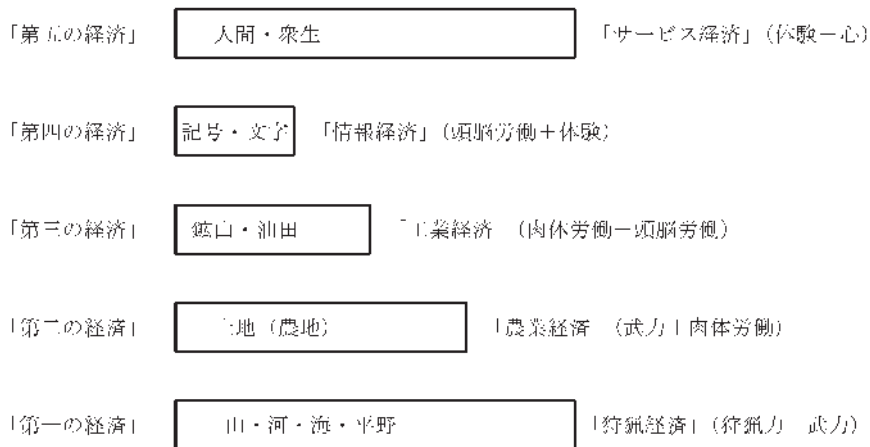 「第五の経済」 人間・衆生 「サービス経済」(体験＋心)
「第四の経済」 記号・文字 「情報経済」(頭脳労働＋体験)
「第三の経済」 鉱山・油田 「工業経済」(肉体労働＋頭脳労働)
「第二の経済」 土地（農地） 「農業経済」(武力＋肉体労働)
「第一の経済」 山・河・海・平野 「狩猟経済」(狩猟力＋武力)